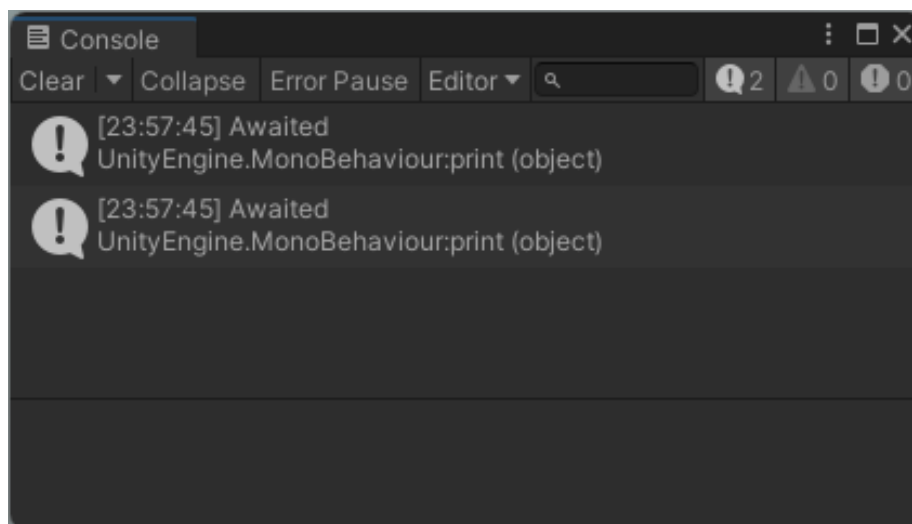 Console
Clear Collapse Error Pause Editor 2 0 0
[23:57:45] Awaited
UnityEngine.MonoBehaviour:print (object)
[23:57:45] Awaited
UnityEngine.MonoBehaviour:print (object)